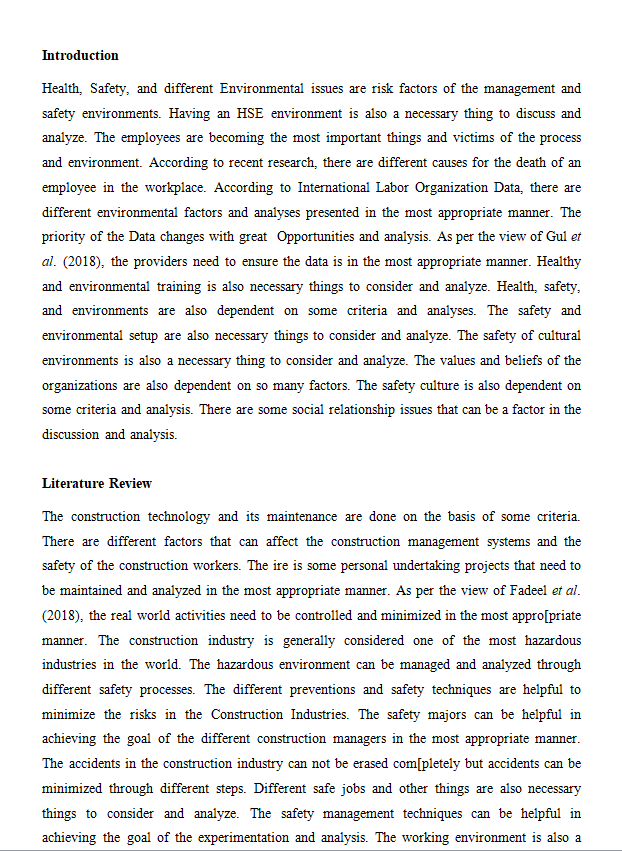 Introduction
Health, Safety, and different Environmental issues are risk factors of the management and
safety environments. Having an HSE environment is also a necessary thing to discuss and
analyze. The employees are becoming the most important things and victims of the process
and environment. According to recent research, there are different causes for the death of an
employee in the workplace. According to International Labor Organization Data, there are
different environmental factors and analyses presented in the most appropriate manner. The
priority of the Data changes with great Opportunities and analysis. As per the view of Gul et
al. (2018), the providers need to ensure the data is in the most appropriate manner. Healthy
and environmental training is also necessary things to consider and analyze. Health, safety,
and environments are also dependent on some criteria and analyses. The safety and
environmental setup are also necessary things to consider and analyze. The safety of cultural
environments is also a necessary thing to consider and analyze. The values and beliefs of the
organizations are also dependent on so many factors. The safety culture is also dependent on
some criteria and analysis. There are some social relationship issues that can be a factor in the
discussion and analysis.
Literature Review
The construction technology and its maintenance are done on the basis of some criteria.
There are different factors that can affect the construction management systems and the
safety of the construction workers. The ire is some personal undertaking projects that need to
be maintained and analyzed in the most appropriate manner. As per the view of Fadeel et al.
(2018), the real world activities need to be controlled and minimized in the most appro[priate
manner. The construction industry is generally considered one of the most hazardous
industries in the world. The hazardous environment can be managed and analyzed through
different safety processes. The different preventions and safety techniques are helpful to
minimize the risks in the Construction Industries. The safety majors can be helpful in
achieving the goal of the different construction managers in the most appropriate manner.
The accidents in the construction industry can not be erased com[pletely but accidents can be
minimized through different steps. Different safe jobs and other things are also necessary
things to consider and analyze. The safety management techniques can be helpful in
achieving the goal of the experimentation and analysis. The working environment is also a